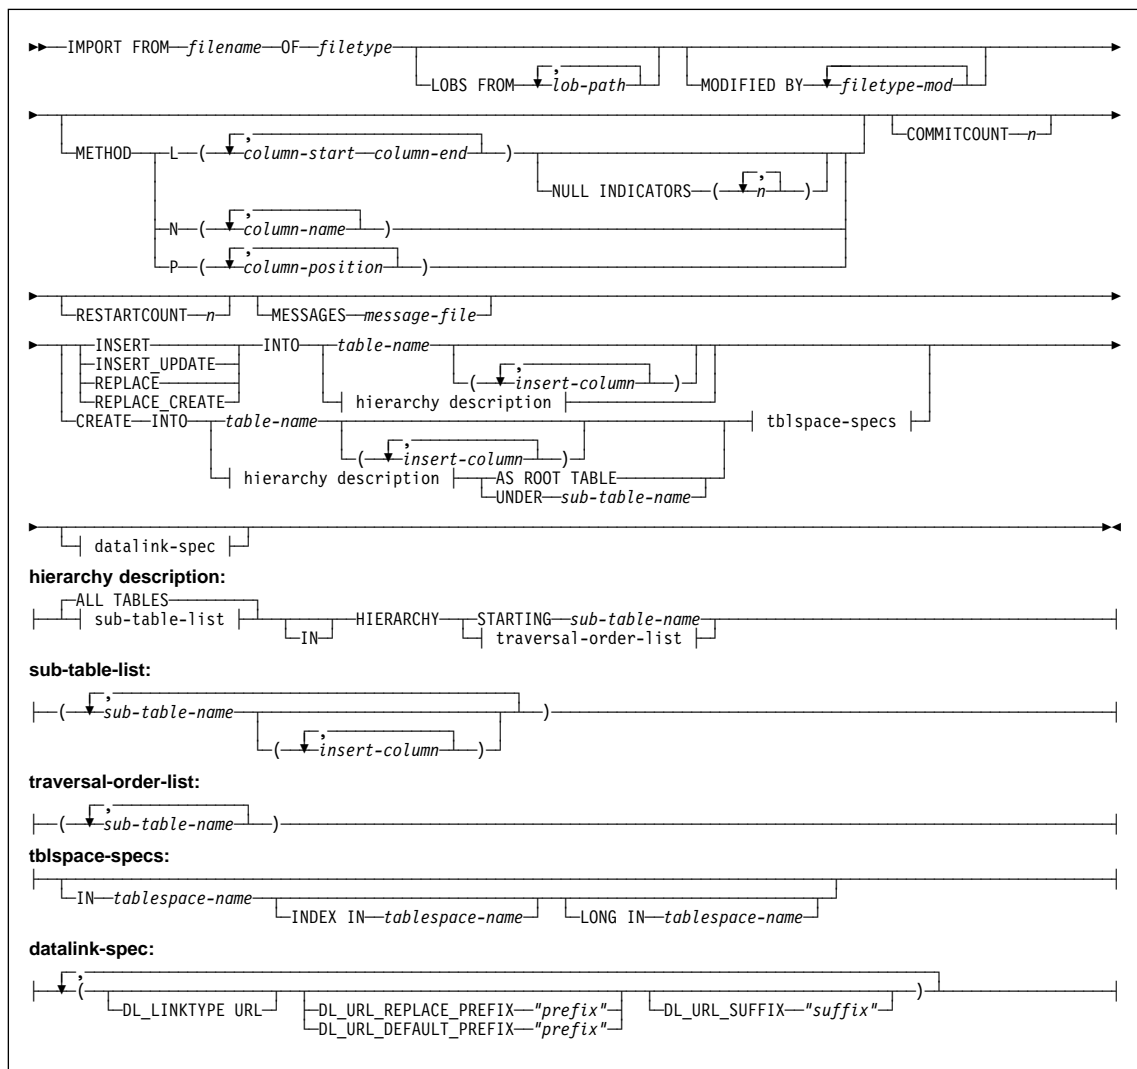 IMPORT FROM filename OF filetype
, ,
LOBS FROM lob-path MODIFIED BY filetype-mod
COMMITCOUNT n
,
METHOD L ( column-start column-end )
,
NULL INDICATORS ( n )
,
N ( column-name )
,
P ( column-position )
RESTARTCOUNT n MESSAGES message-file
INSERT INTO table-name
INSERT_UPDATE ,
REPLACE ( insert-column )
REPLACE_CREATE hierarchy description
CREATE INTO table-name tblspace-specs
,
( insert-column )
hierarchy description AS ROOT TABLE
UNDER sub-table-name
datalink-spec
hierarchy description:
ALL TABLES
sub-table-list HIERARCHY STARTING sub-table-name
IN traversal-order-list
sub-table-list:
,
( sub-table-name )
,
( insert-column )
traversal-order-list:
,
( sub-table-name )
tblspace-specs:
IN tablespace-name
INDEX IN tablespace-name LONG IN tablespace-name
datalink-spec:
,
( )
DL_LINKTYPE URL DL_URL_REPLACE_PREFIX "prefix" DL_URL_SUFFIX "suffix"
DL_URL_DEFAULT_PREFIX "prefix"